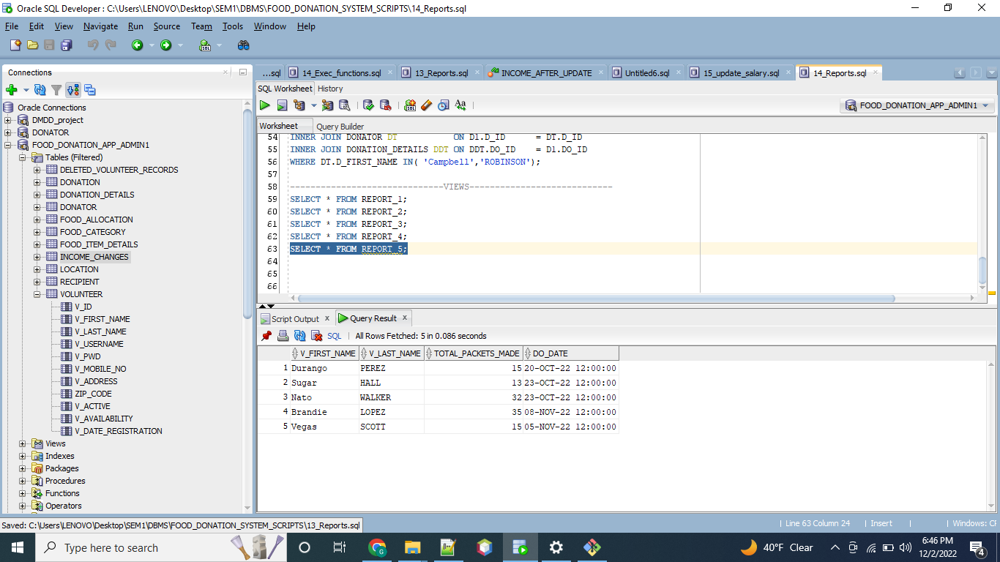 Oracle SQL Developer : C:\Users\LENOVO\Desktop\SEM1\DBMS\FOOD_DONATION_SYSTEM_SCRIPTS\14_Reports.sql
File Edit View Navigate Run Source Team Tools Window Help
Connections
Oracle Connections
DMDD_project
DONATOR
FOOD_DONATION_APP_ADMIN1
Tables (Filtered)
DELETED_VOLUNTEER_RECORDS
DONATION
DONATION_DETAILS
DONATOR
FOOD_ALLOCATION
FOOD_CATEGORY
FOOD_ITEM_DETAILS
INCOME_CHANGES
LOCATION
RECIPIENT
VOLUNTEER
V_ID
V_FIRST_NAME
V_LAST_NAME
V_USERNAME
V_PWD
V_MOBILE_NO
V_ADDRESS
ZIP_CODE
V_ACTIVE
V_AVAILABILITY
V_DATE_REGISTRATION
Views
Indexes
Packages
Procedures
Functions
Operators
...sql 14_Exec_functions.sql 13_Reports.sql INCOME_AFTER_UPDATE Untitled6.sql 15_update_salary.sql 14_Reports.sql
SQL Worksheet History
FOOD_DONATION_APP_ADMIN1
Worksheet Query Builder
54 INNER JOIN DONATOR DT ON D1.D_ID = DT.D_ID
55 INNER JOIN DONATION_DETAILS DDT ON DDT.DO_ID = D1.DO_ID
56 WHERE DT.D_FIRST_NAME IN( 'Campbell','ROBINSON');
57
58 ------------------------------VIEWS----------------------------
59 SELECT * FROM REPORT_1;
60 SELECT * FROM REPORT_2;
61 SELECT * FROM REPORT_3;
62 SELECT * FROM REPORT_4;
63 SELECT * FROM REPORT_5;
64
65
66
Script Output x Query Result x
SQL All Rows Fetched: 5 in 0.086 seconds
V_FIRST_NAME V_LAST_NAME TOTAL_PACKETS_MADE DO_DATE
1 Durango PEREZ 15 20-OCT-22 12:00:00
2 Sugar HALL 13 23-OCT-22 12:00:00
3 Nato WALKER 32 23-OCT-22 12:00:00
4 Brandie LOPEZ 35 08-NOV-22 12:00:00
5 Vegas SCOTT 15 05-NOV-22 12:00:00
Saved: C:\Users\LENOVO\Desktop\SEM1\DBMS\FOOD_DONATION_SYSTEM_SCRIPTS\13_Reports.sql
Line 63 Column 24 Insert Windows: CF
Type here to search
40°F Clear
6:46 PM
12/2/2022
4